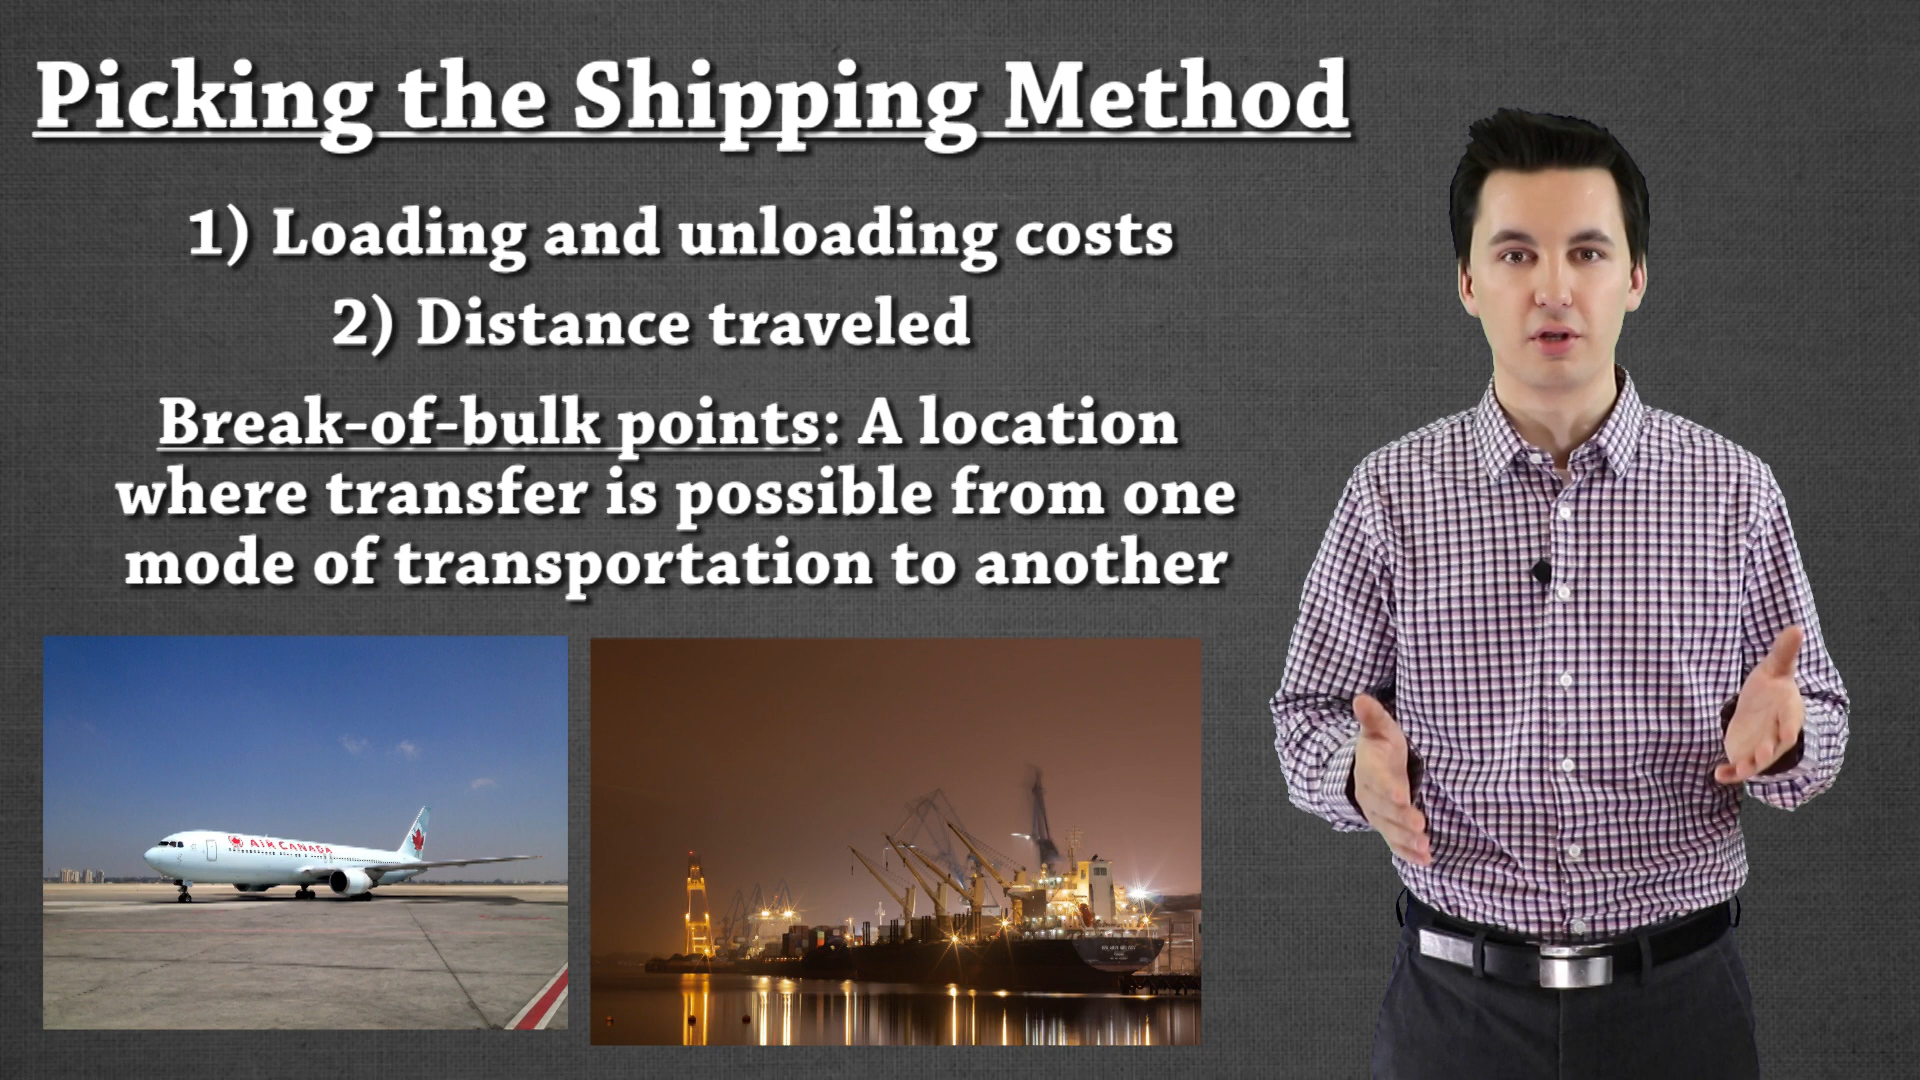 Picking the Shipping Method
1) Loading and unloading costs
2) Distance traveled
Break-of-bulk points: A location
where transfer is possible from one
mode of transportation to another
AIR CANADA